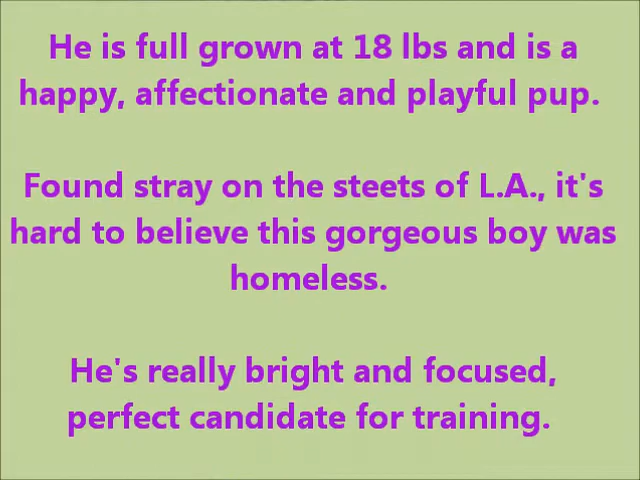 He is full grown at 18 lbs and is a
happy, affectionate and playful pup.
Found stray on the steets of L.A., it's
hard to believe this gorgeous boy was
homeless.
He's really bright and focused,
perfect candidate for training.